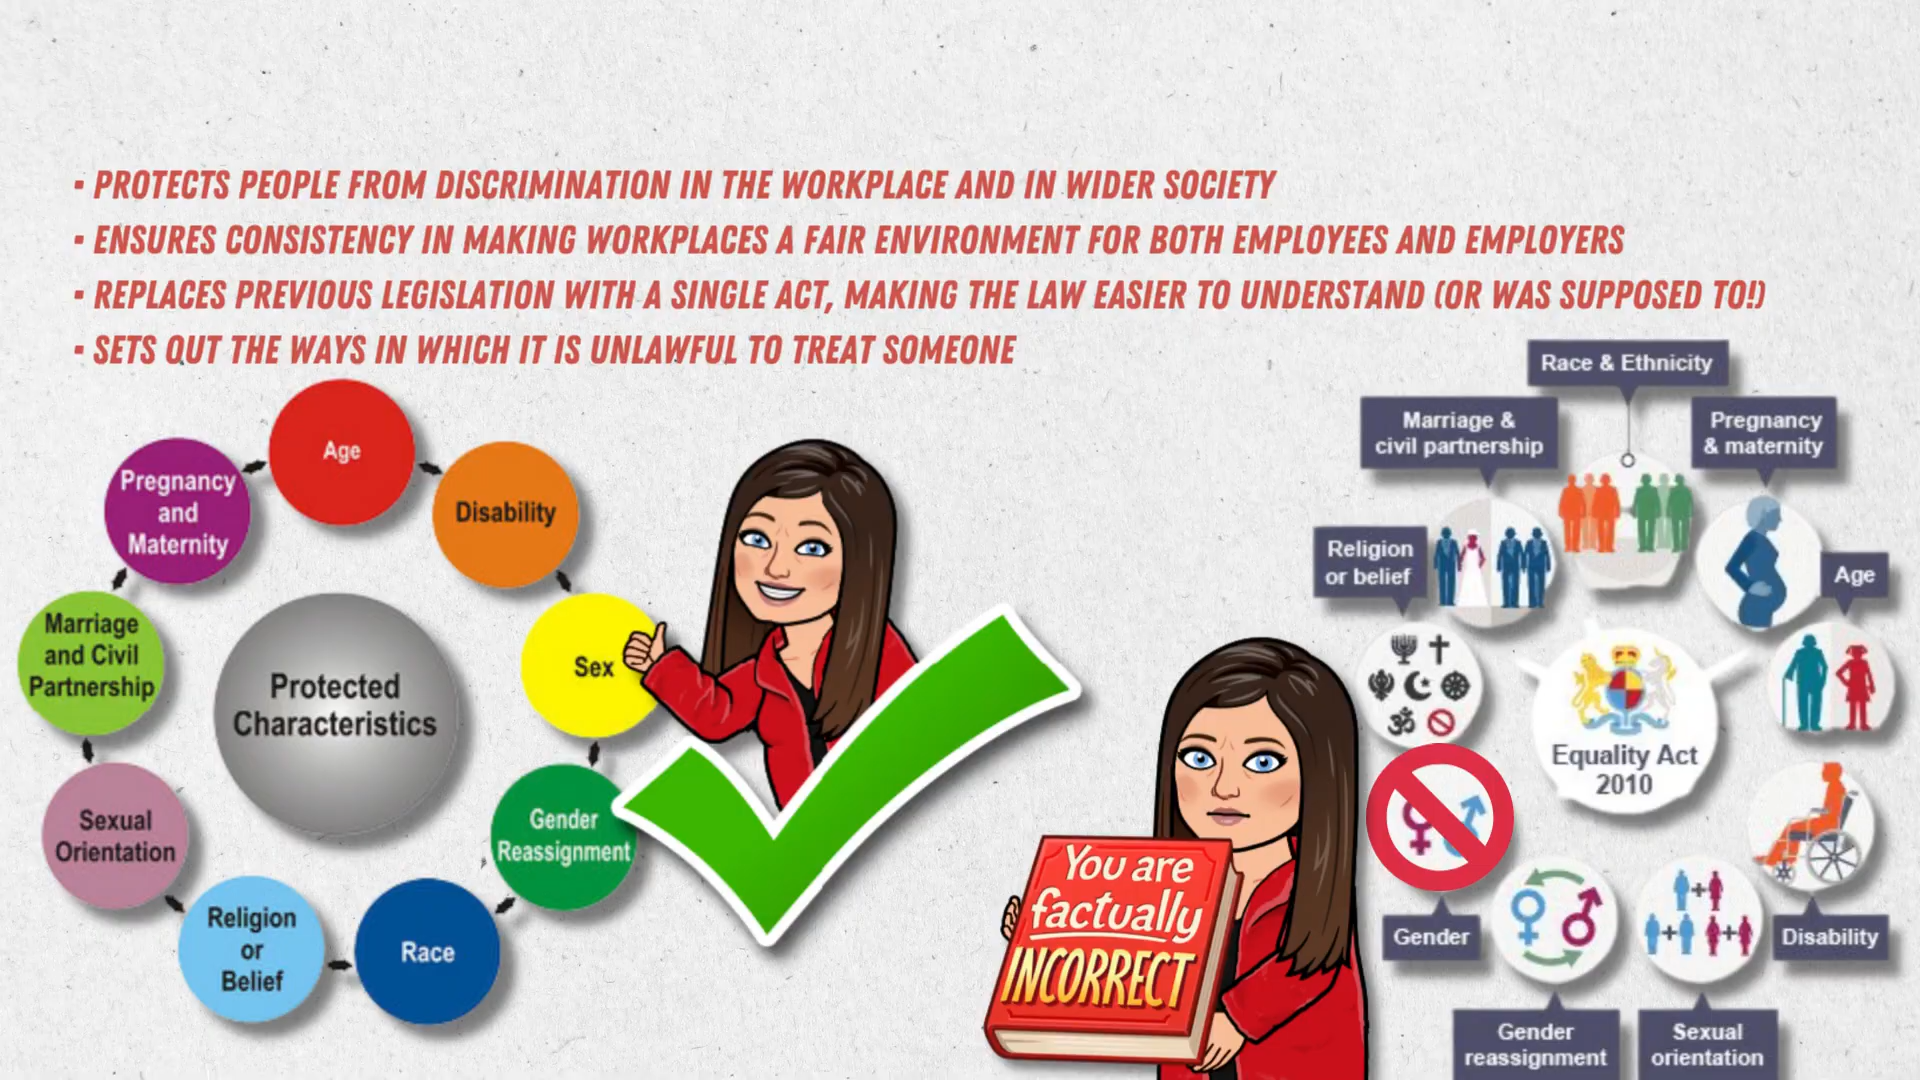 ▪ PROTECTS PEOPLE FROM DISCRIMINATION IN THE WORKPLACE AND IN WIDER SOCIETY
▪ ENSURES CONSISTENCY IN MAKING WORKPLACES A FAIR ENVIRONMENT FOR BOTH EMPLOYEES AND EMPLOYERS
▪ REPLACES PREVIOUS LEGISLATION WITH A SINGLE ACT, MAKING THE LAW EASIER TO UNDERSTAND (OR WAS SUPPOSED TO!)
▪ SETS OUT THE WAYS IN WHICH IT IS UNLAWFUL TO TREAT SOMEONE
Age
Disability
Sex
Gender
Reassignment
Race
Religion
or
Belief
Sexual
Orientation
Marriage
and Civil
Partnership
Pregnancy
and
Maternity
Protected
Characteristics
You are
factually
INCORRECT
Race & Ethnicity
Marriage &
civil partnership
Pregnancy
& maternity
Religion
or belief
Age
Equality Act
2010
Gender
Disability
Gender
reassignment
Sexual
orientation